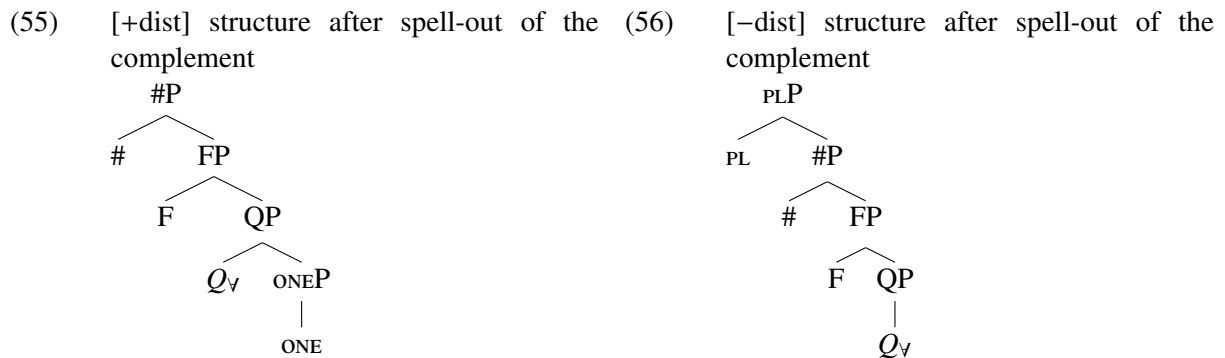 (55) [+dist] structure after spell-out of the complement
#P
# FP
F QP
Q∀ ONEP
ONE
(56) [−dist] structure after spell-out of the complement
PLP
PL #P
# FP
F QP
Q∀